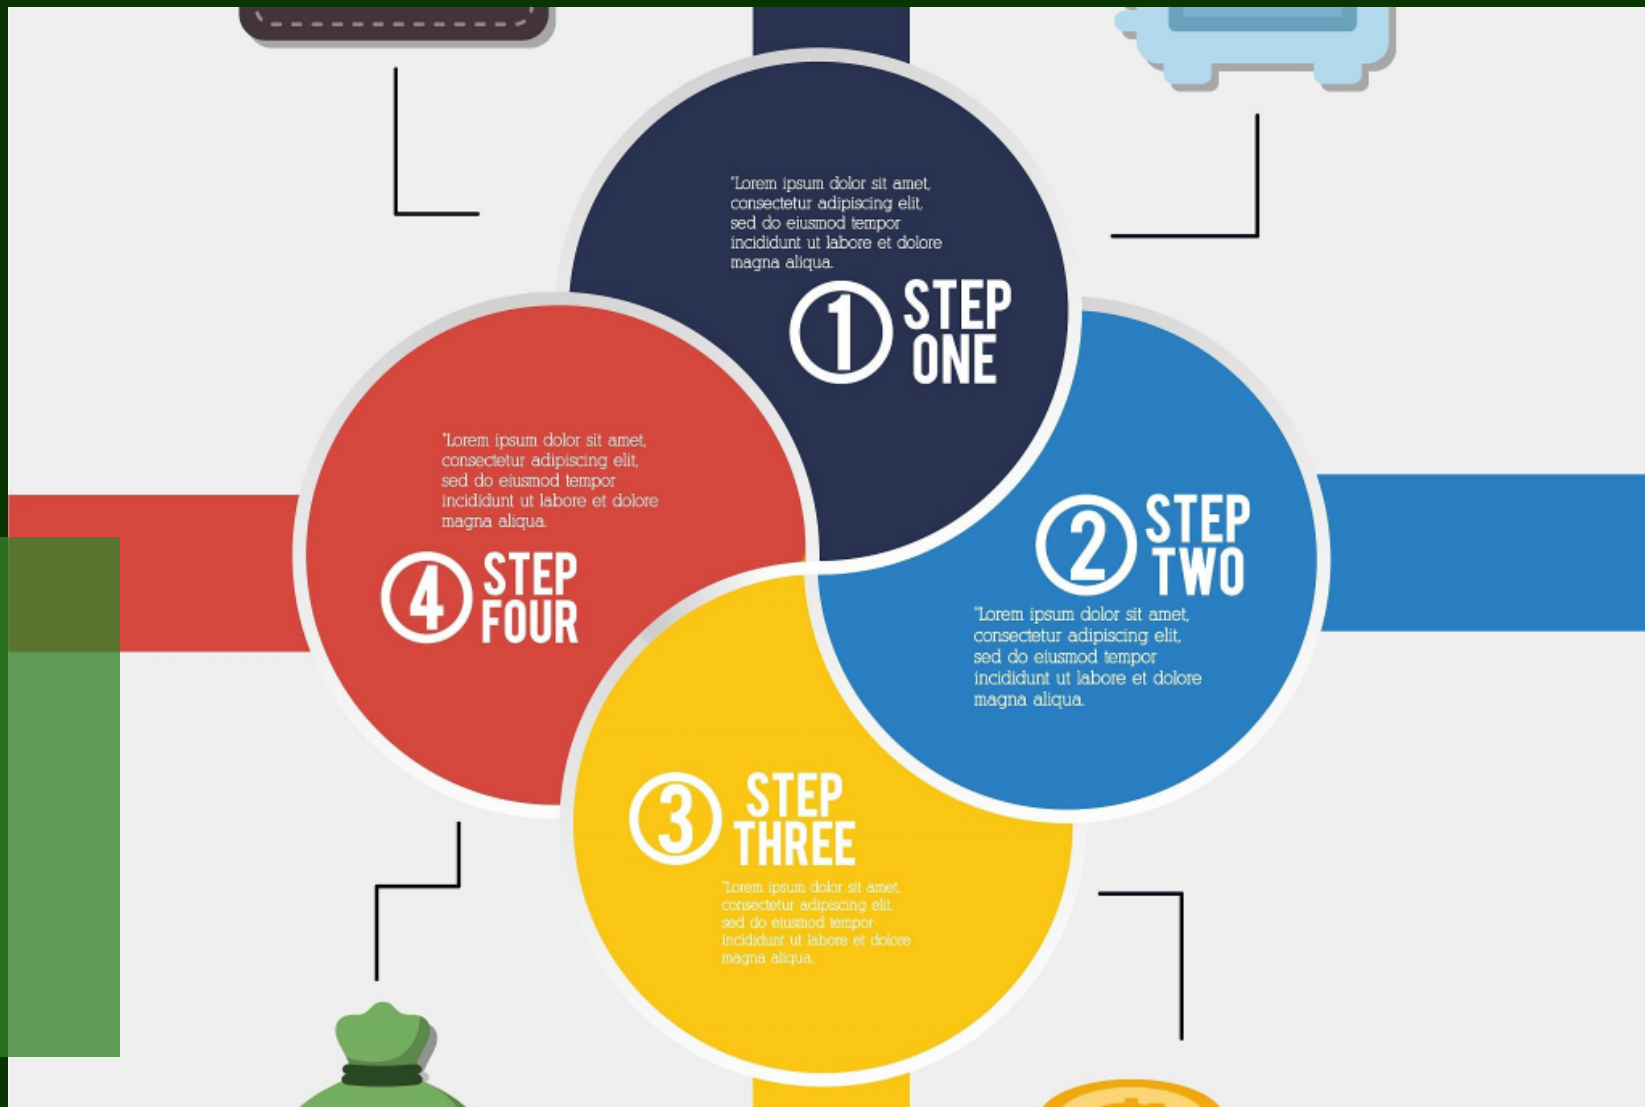 "Lorem ipsum dolor sit amet,
consectetur adipiscing elit,
sed do eiusmod tempor
incididunt ut labore et dolore
magna aliqua.
1 STEP
ONE
2 STEP
TWO
"Lorem ipsum dolor sit amet,
consectetur adipiscing elit,
sed do eiusmod tempor
incididunt ut labore et dolore
magna aliqua.
3 STEP
THREE
"Lorem ipsum dolor sit amet,
consectetur adipiscing elit,
sed do eiusmod tempor
incididunt ut labore et dolore
magna aliqua.
"Lorem ipsum dolor sit amet,
consectetur adipiscing elit,
sed do eiusmod tempor
incididunt ut labore et dolore
magna aliqua.
4 STEP
FOUR